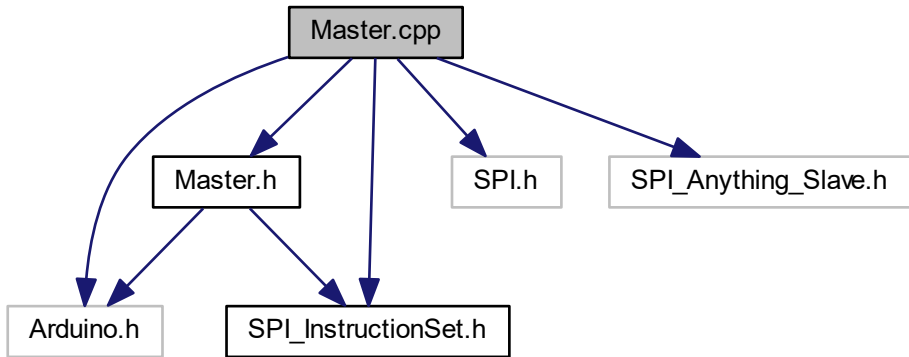 Master.cpp
Master.h
SPI.h
SPI_Anything_Slave.h
Arduino.h
SPI_InstructionSet.h